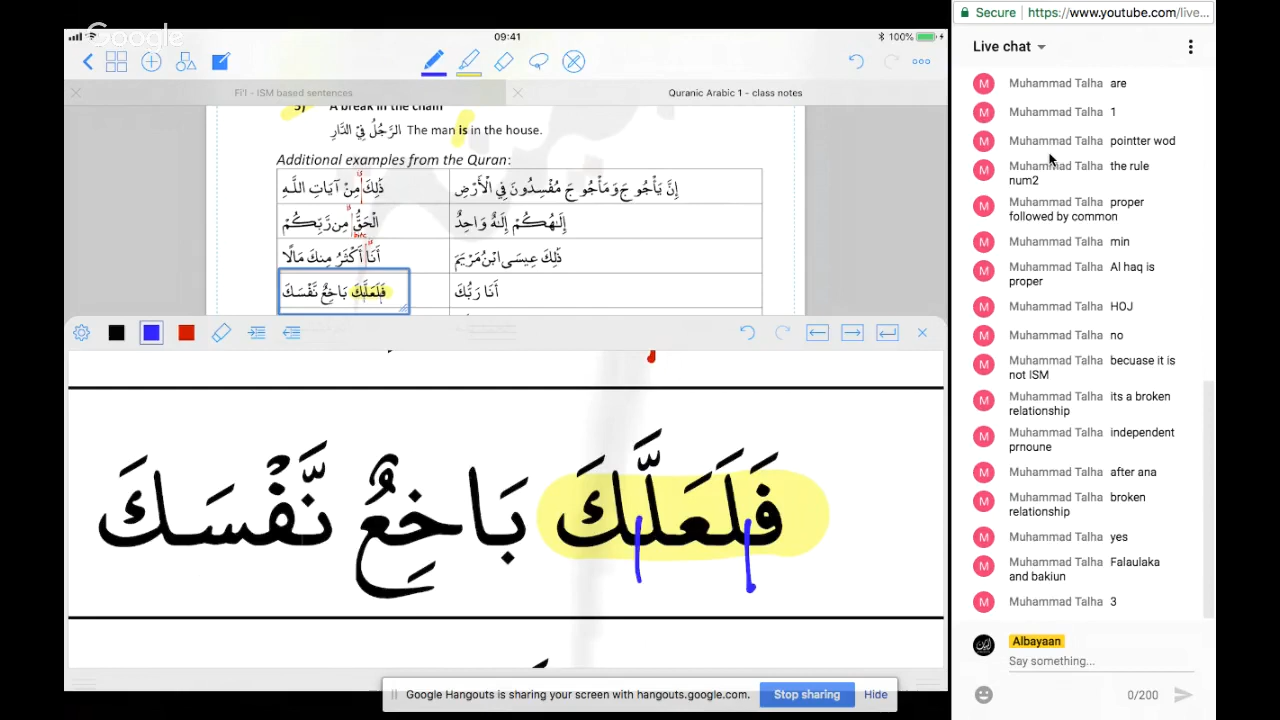 Google
09:41
100%
Fi'l - ISM based sentences
Quranic Arabic 1 - class notes
5) A break in the chain
الرَّجُلُ فِيْ الدَّارِ The man is in the house.
Additional examples from the Quran:
ذَٰلِكَ مِنْ آيَاتِ اللَّـهِ
إِنَّ يَأْجُوجَ وَمَأْجُوجَ مُفْسِدُونَ فِي الْأَرْضِ
الْحَقُّ مِن رَّبِّكُمْ
إِلَـٰهُكُمْ إِلَـٰهٌ وَاحِدٌ
أَنَا أَكْثَرُ مِنكَ مَالًا
ذَٰلِكَ عِيسَى ابْنُ مَرْيَمَ
فَلَعَلَّكَ بَاخِعٌ نَّفْسَكَ
أَنَا رَبُّكَ
فَلَعَلَّكَ بَاخِعٌ نَّفْسَكَ
Google Hangouts is sharing your screen with hangouts.google.com.
Stop sharing
Hide
Secure https://www.youtube.com/live...
Live chat
M Muhammad Talha are
M Muhammad Talha 1
M Muhammad Talha pointter wod
M Muhammad Talha the rule
num2
M Muhammad Talha proper
followed by common
M Muhammad Talha min
M Muhammad Talha Al haq is
proper
M Muhammad Talha HOJ
M Muhammad Talha no
M Muhammad Talha becuase it is
not ISM
M Muhammad Talha its a broken
relationship
M Muhammad Talha independent
prnoune
M Muhammad Talha after ana
M Muhammad Talha broken
relationship
M Muhammad Talha yes
M Muhammad Talha Falaulaka
and bakiun
M Muhammad Talha 3
Albayaan
Say something...
0/200